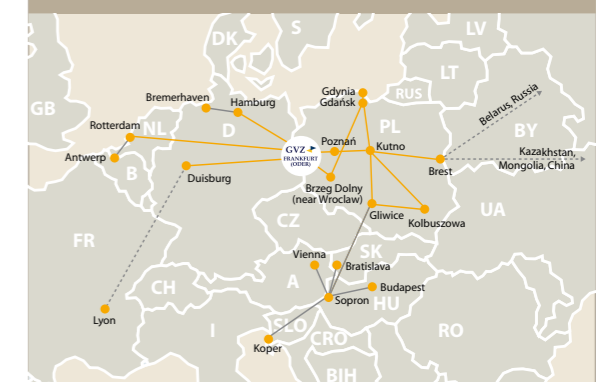 S
LV
DK
LT
Gdynia
Gdańsk
RUS
Bremerhaven
Hamburg
Belarus, Russia
GB
Rotterdam
NL
D
PL
BY
GVZ
FRANKFURT
(ODER)
Poznań
Kutno
Kazakhstan,
Mongolia, China
Antwerp
B
Duisburg
Brest
Brzeg Dolny
(near Wroclaw)
Gliwice
Kolbuszowa
UA
CZ
FR
SK
Vienna
Bratislava
CH
A
Budapest
HU
Sopron
Lyon
I
SLO
CRO
RO
Koper
BIH